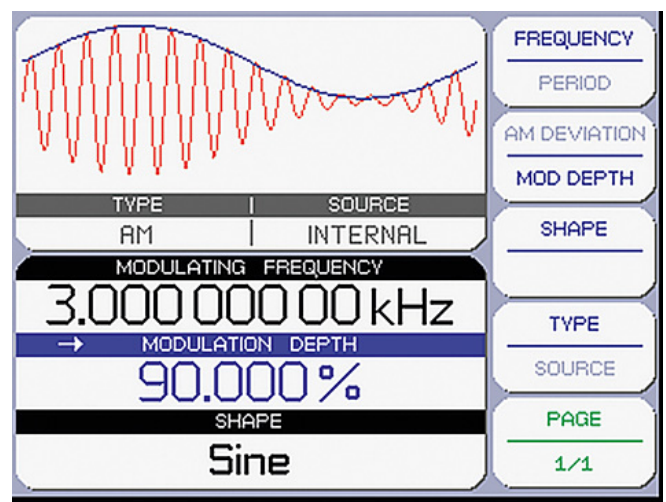 TYPE | SOURCE
AM | INTERNAL
MODULATING FREQUENCY
3.000 000 00 kHz
→ MODULATION DEPTH
90.000 %
SHAPE
Sine
FREQUENCY
PERIOD
AM DEVIATION
MOD DEPTH
SHAPE
TYPE
SOURCE
PAGE
1/1